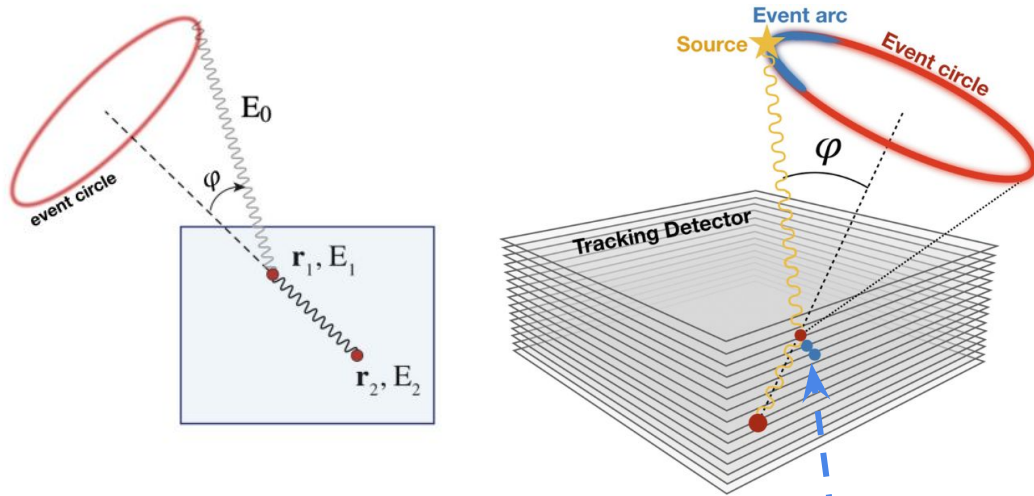 E₀
φ
event circle
r₁, E₁
r₂, E₂
Event arc
Source
Event circle
φ
Tracking Detector